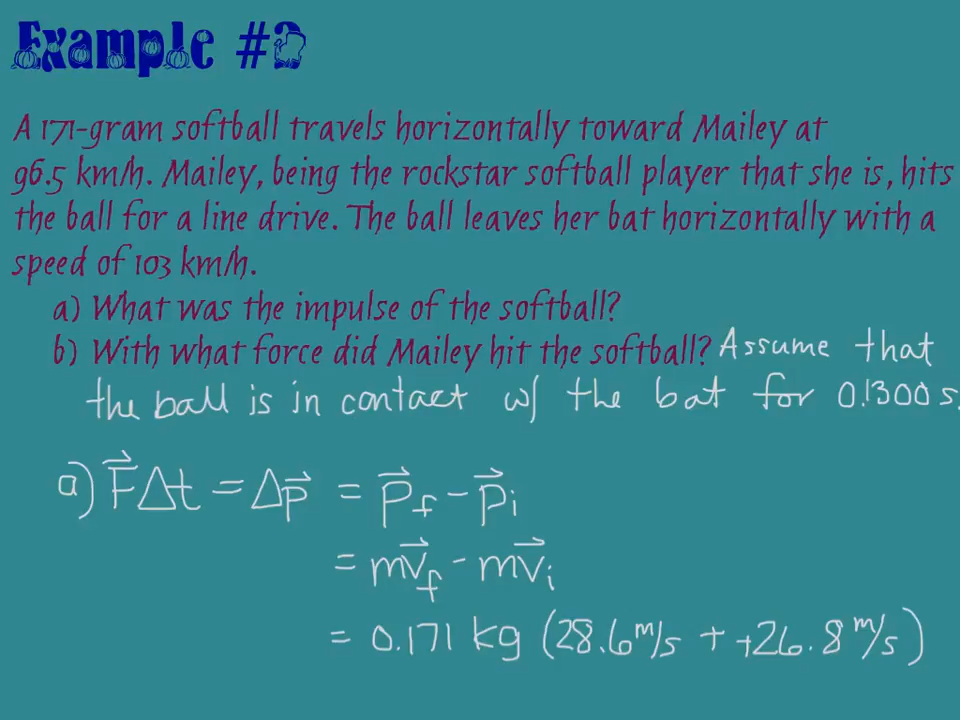 Example #2
A 171-gram softball travels horizontally toward Mailey at
96.5 km/h. Mailey, being the rockstar softball player that she is, hits
the ball for a line drive. The ball leaves her bat horizontally with a
speed of 103 km/h.
a) What was the impulse of the softball?
b) With what force did Mailey hit the softball? Assume that
the ball is in contact w/ the bat for 0.1300 s.
a) F⃗Δt = Δp⃗ = p⃗f - p⃗i
= mv⃗f - mv⃗i
= 0.171 kg (28.6 m/s + +26.8 m/s)